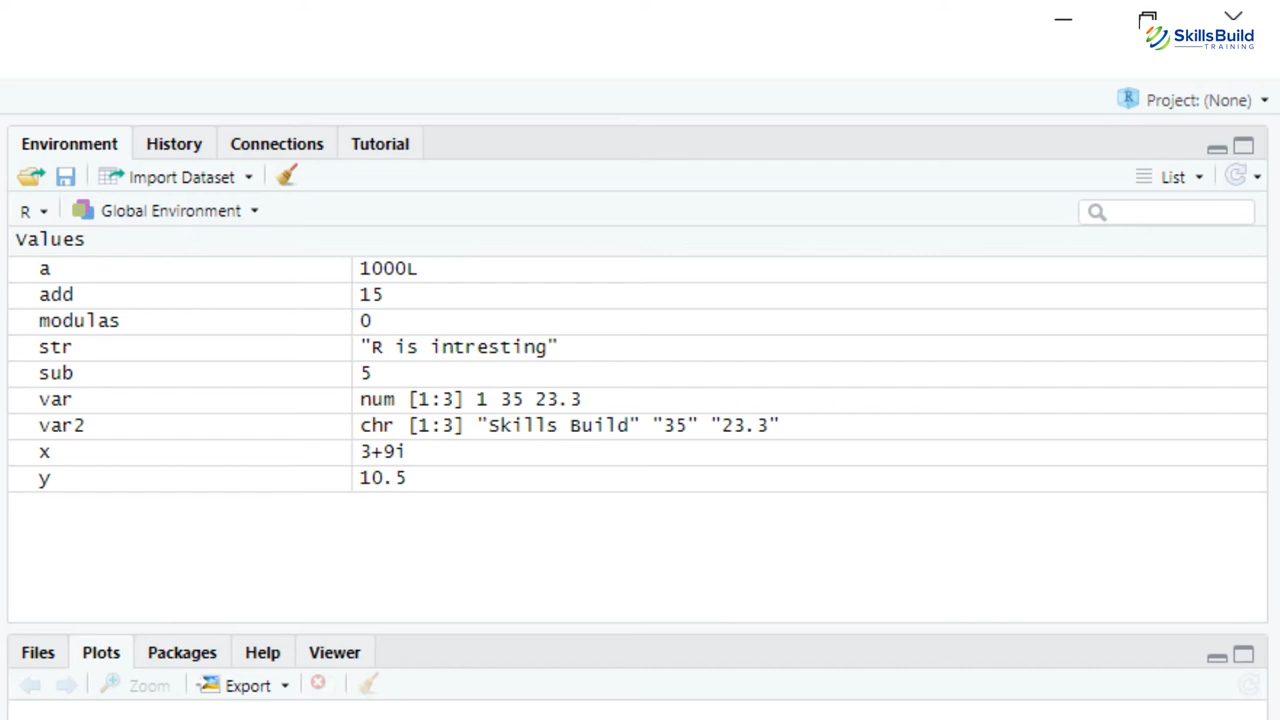 SkillsBuild
TRAINING
Project: (None)
Environment History Connections Tutorial
Import Dataset List
R Global Environment
Values
a 1000L
add 15
modulas 0
str "R is intresting"
sub 5
var num [1:3] 1 35 23.3
var2 chr [1:3] "Skills Build" "35" "23.3"
x 3+9i
y 10.5
Files Plots Packages Help Viewer
Zoom Export